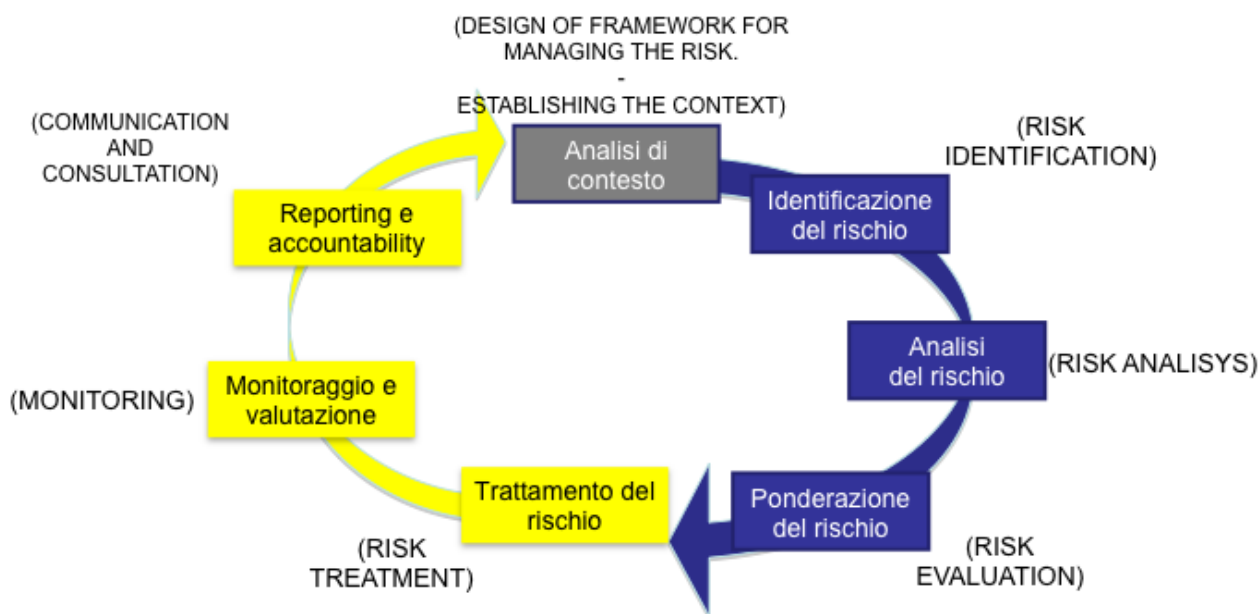 (DESIGN OF FRAMEWORK FOR
MANAGING THE RISK.
-
ESTABLISHING THE CONTEXT)
Analisi di
contesto
(RISK
IDENTIFICATION)
Identificazione
del rischio
Analisi
del rischio
(RISK ANALISYS)
Ponderazione
del rischio
(RISK
EVALUATION)
Trattamento del
rischio
(RISK
TREATMENT)
Monitoraggio e
valutazione
(MONITORING)
Reporting e
accountability
(COMMUNICATION
AND
CONSULTATION)